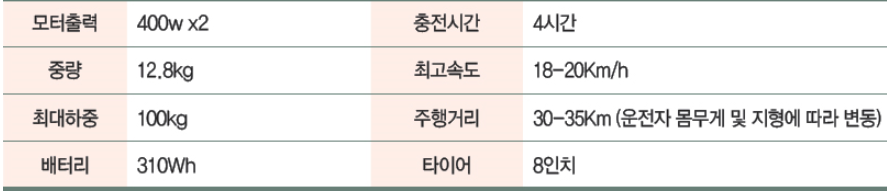 모터출력 400w x2 충전시간 4시간
중량 12.8kg 최고속도 18-20Km/h
최대하중 100kg 주행거리 30-35Km (운전자 몸무게 및 지형에 따라 변동)
배터리 310Wh 타이어 8인치